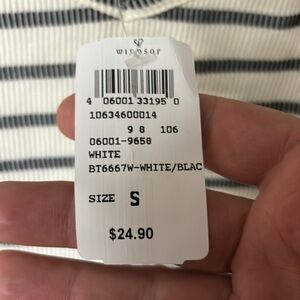 windsor
4 06001 33195 0
10634600014
9 8 106
06001-9658
WHITE
BT6667W-WHITE/BLAC
SIZE S
$24.90